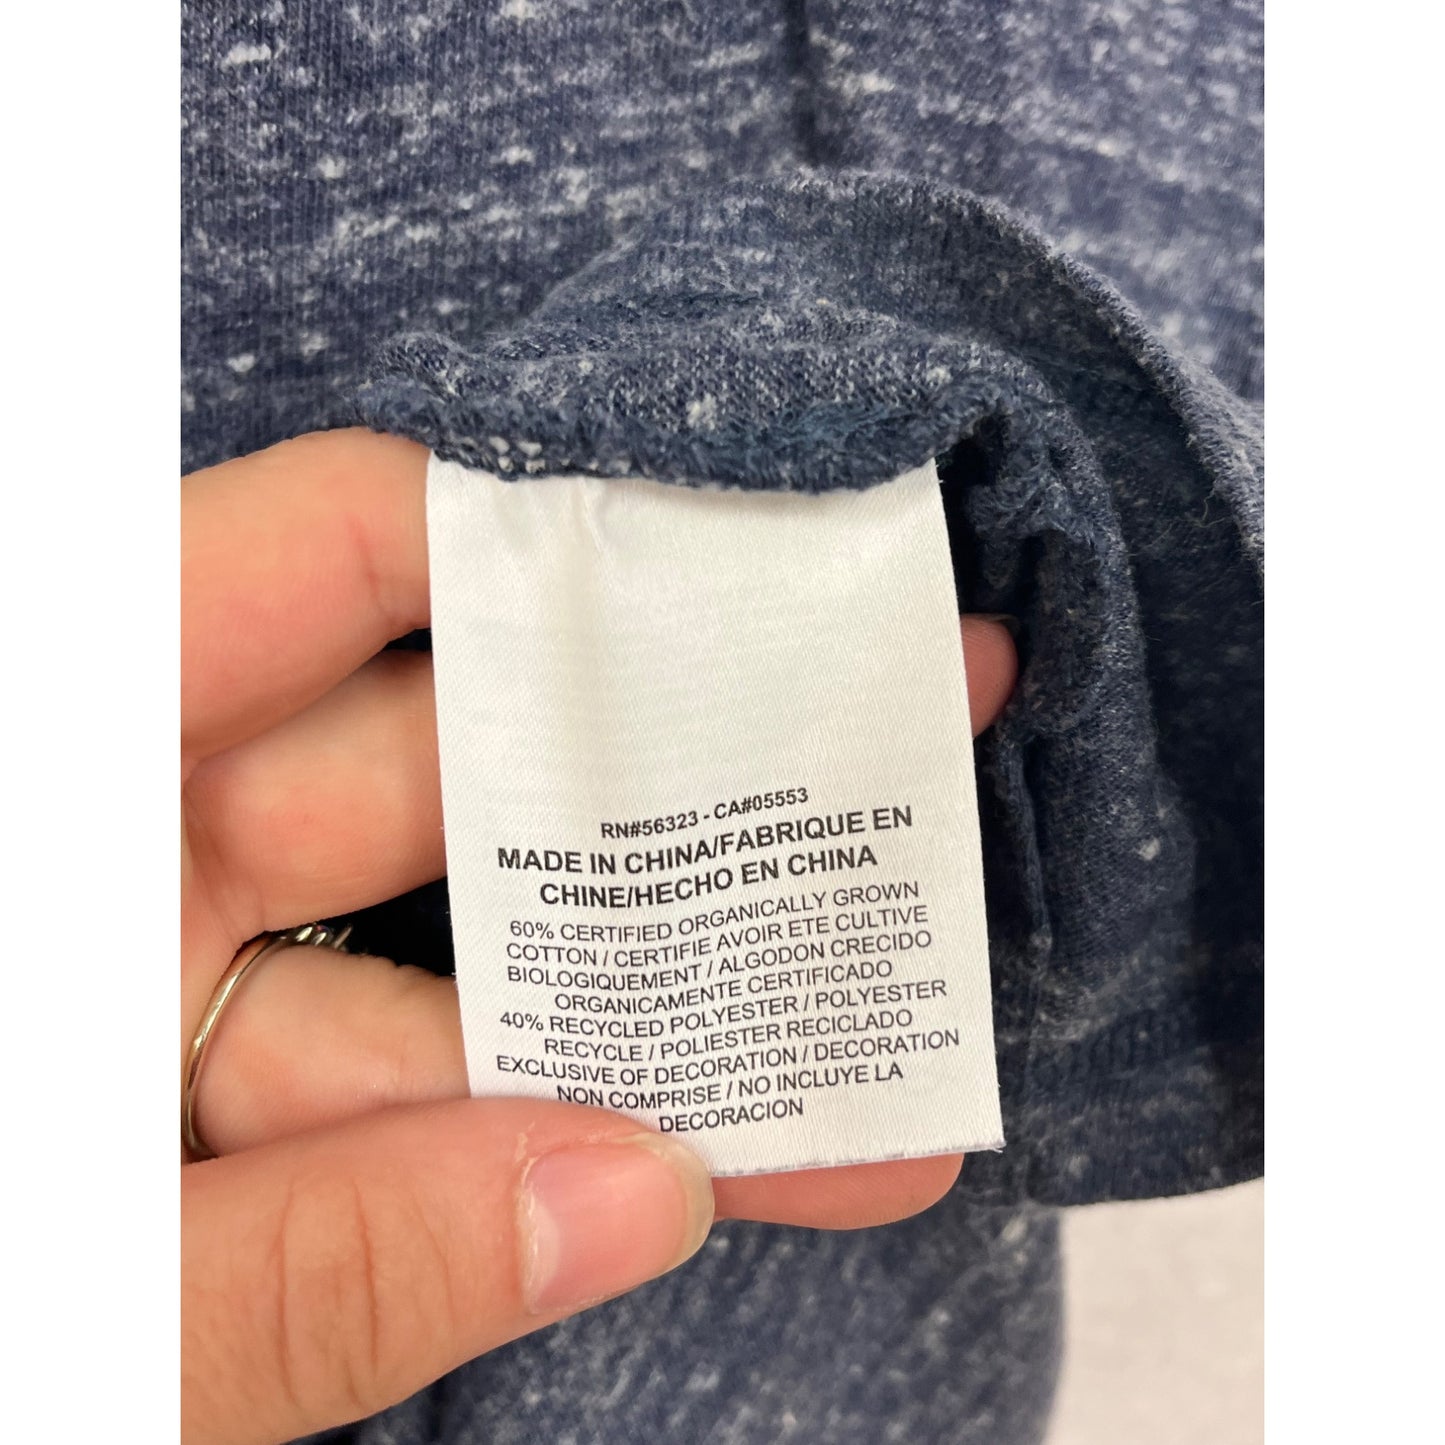 RN#56323 - CA#05553
MADE IN CHINA/FABRIQUE EN
CHINE/HECHO EN CHINA
60% CERTIFIED ORGANICALLY GROWN
COTTON / CERTIFIE AVOIR ETE CULTIVE
BIOLOGIQUEMENT / ALGODON CRECIDO
ORGANICAMENTE CERTIFICADO
40% RECYCLED POLYESTER / POLYESTER
RECYCLE / POLIESTER RECICLADO
EXCLUSIVE OF DECORATION / DECORATION
NON COMPRISE / NO INCLUYE LA
DECORACION